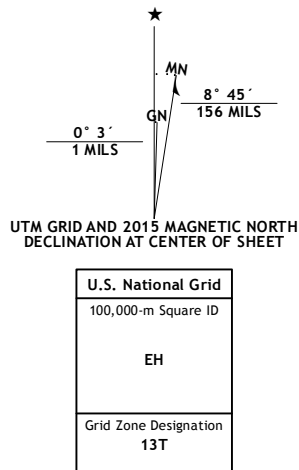 ★
MN
8° 45´
156 MILS
GN
0° 3´
1 MILS
UTM GRID AND 2015 MAGNETIC NORTH
DECLINATION AT CENTER OF SHEET
U.S. National Grid
100,000-m Square ID
EH
Grid Zone Designation
13T